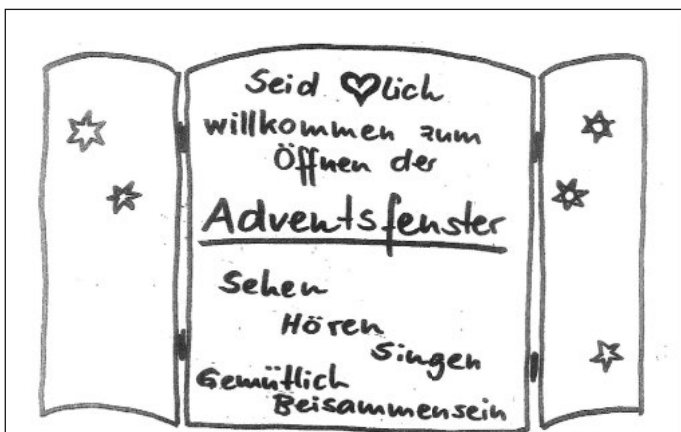 Seid ♥lich
willkommen zum
Öffnen der
Adventsfenster
Sehen
Hören
Singen
Gemütlich
Beisammensein